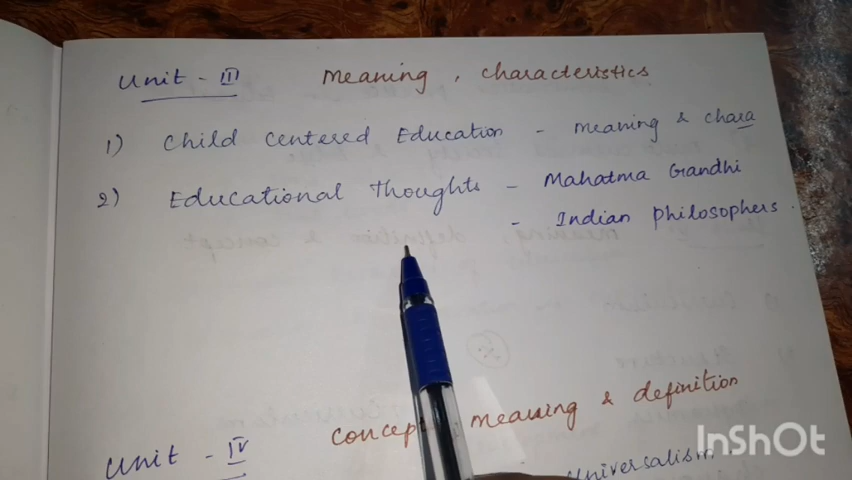 Unit - III Meaning, characteristics
1) Child Centered Education - Meaning & chara
2) Educational Thoughts - Mahatma Gandhi
- Indian philosophers.
Unit - IV concept meaning & definition
universalism
InShOt